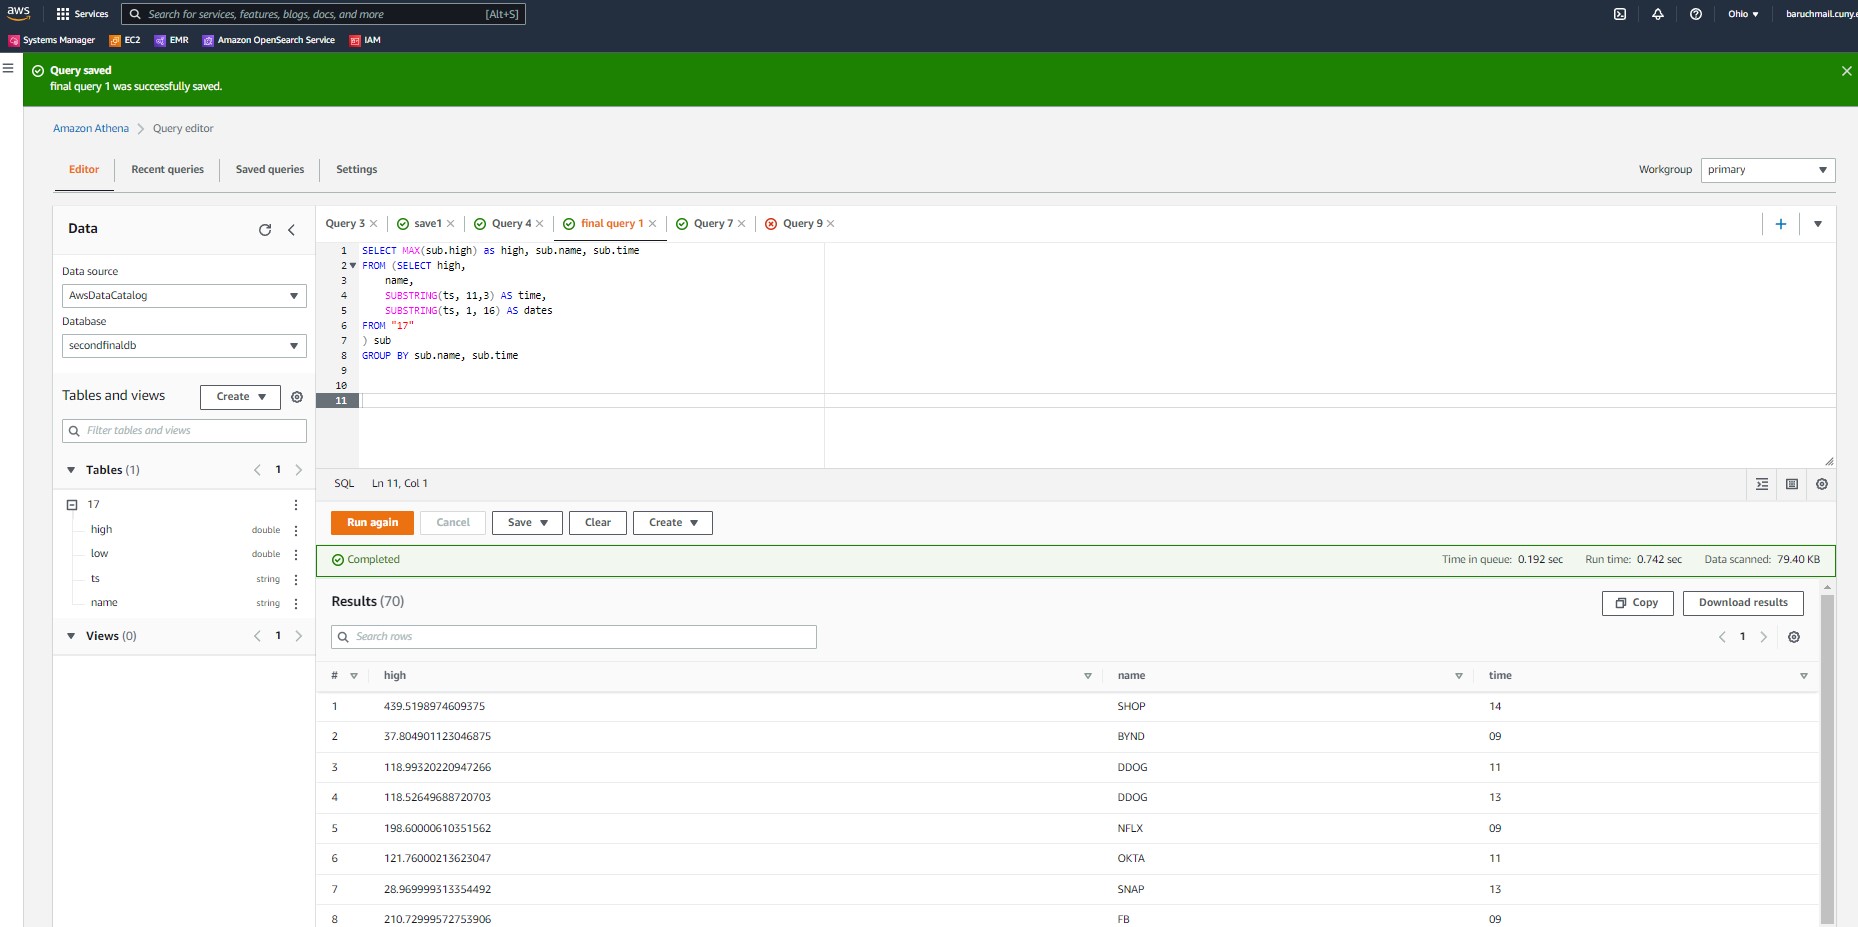 aws Services Search for services, features, blogs, docs, and more [Alt+S] Ohio ▼ baruchmail.cuny.e
Systems Manager EC2 EMR Amazon OpenSearch Service IAM
Query saved
final query 1 was successfully saved.
Amazon Athena > Query editor
Editor Recent queries Saved queries Settings Workgroup primary
Data
Data source
AwsDataCatalog
Database
secondfinaldb
Tables and views Create
Filter tables and views
Tables (1) < 1 >
17
high double
low double
ts string
name string
Views (0) < 1 >
Query 3 save1 Query 4 final query 1 Query 7 Query 9
1 SELECT MAX(sub.high) as high, sub.name, sub.time
2 FROM (SELECT high,
3 name,
4 SUBSTRING(ts, 11,3) AS time,
5 SUBSTRING(ts, 1, 16) AS dates
6 FROM "17"
7 ) sub
8 GROUP BY sub.name, sub.time
9
10
11
SQL Ln 11, Col 1
Run again Cancel Save Clear Create
Completed Time in queue: 0.192 sec Run time: 0.742 sec Data scanned: 79.40 KB
Results (70) Copy Download results
Search rows < 1 >
# high name time
1 439.5198974609375 SHOP 14
2 37.804901123046875 BYND 09
3 118.99320220947266 DDOG 11
4 118.52649688720703 DDOG 13
5 198.60000610351562 NFLX 09
6 121.76000213623047 OKTA 11
7 28.969999313354492 SNAP 13
8 210.72999572753906 FB 09